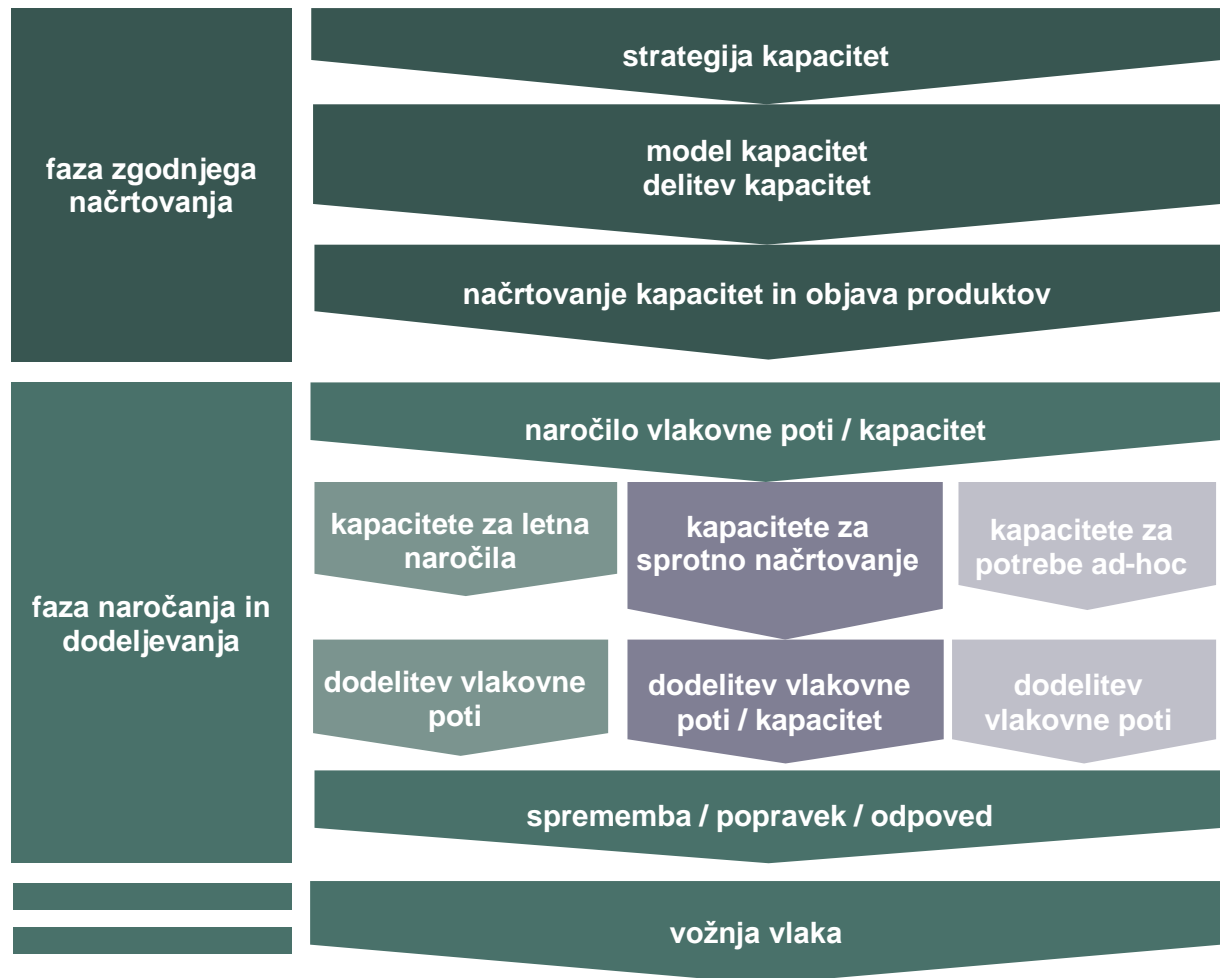 strategija kapacitet
faza zgodnjega
načrtovanja
model kapacitet
delitev kapacitet
načrtovanje kapacitet in objava produktov
naročilo vlakovne poti / kapacitet
faza naročanja in
dodeljevanja
kapacitete za letna
naročila
kapacitete za
sprotno načrtovanje
kapacitete za
potrebe ad-hoc
dodelitev vlakovne
poti
dodelitev vlakovne
poti / kapacitet
dodelitev
vlakovne poti
sprememba / popravek / odpoved
vožnja vlaka